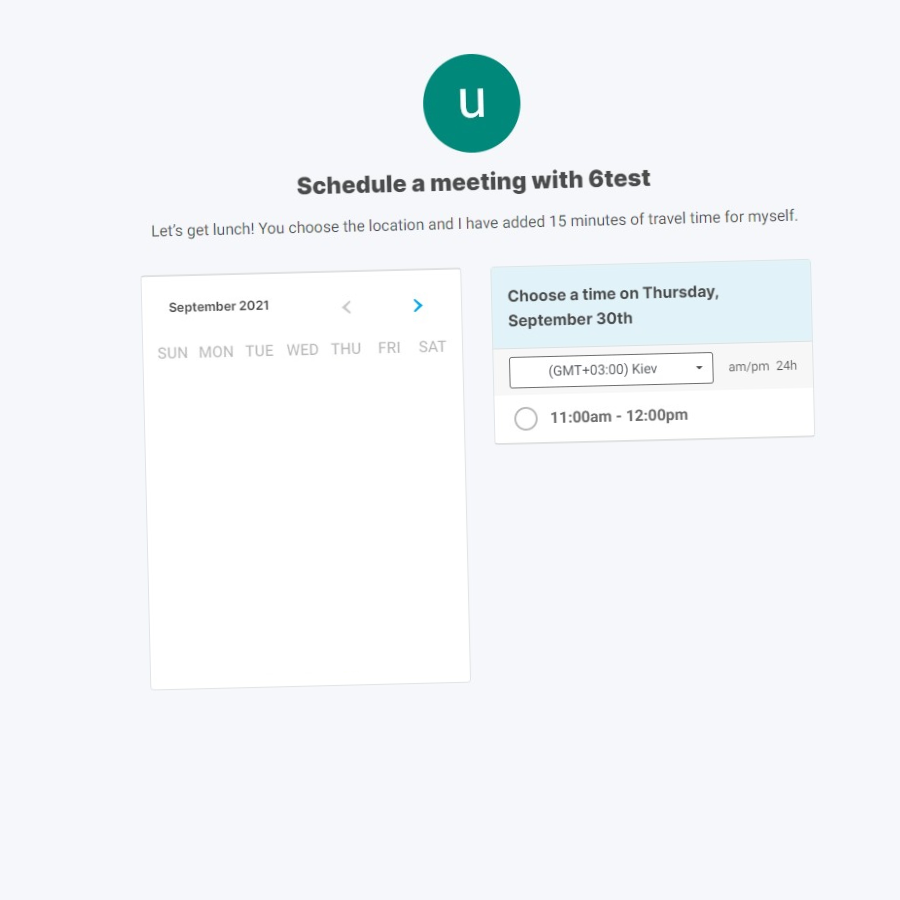 u
Schedule a meeting with 6test
Let's get lunch! You choose the location and I have added 15 minutes of travel time for myself.
September 2021
SUN MON TUE WED THU FRI SAT
Choose a time on Thursday,
September 30th
(GMT+03:00) Kiev
am/pm 24h
11:00am - 12:00pm